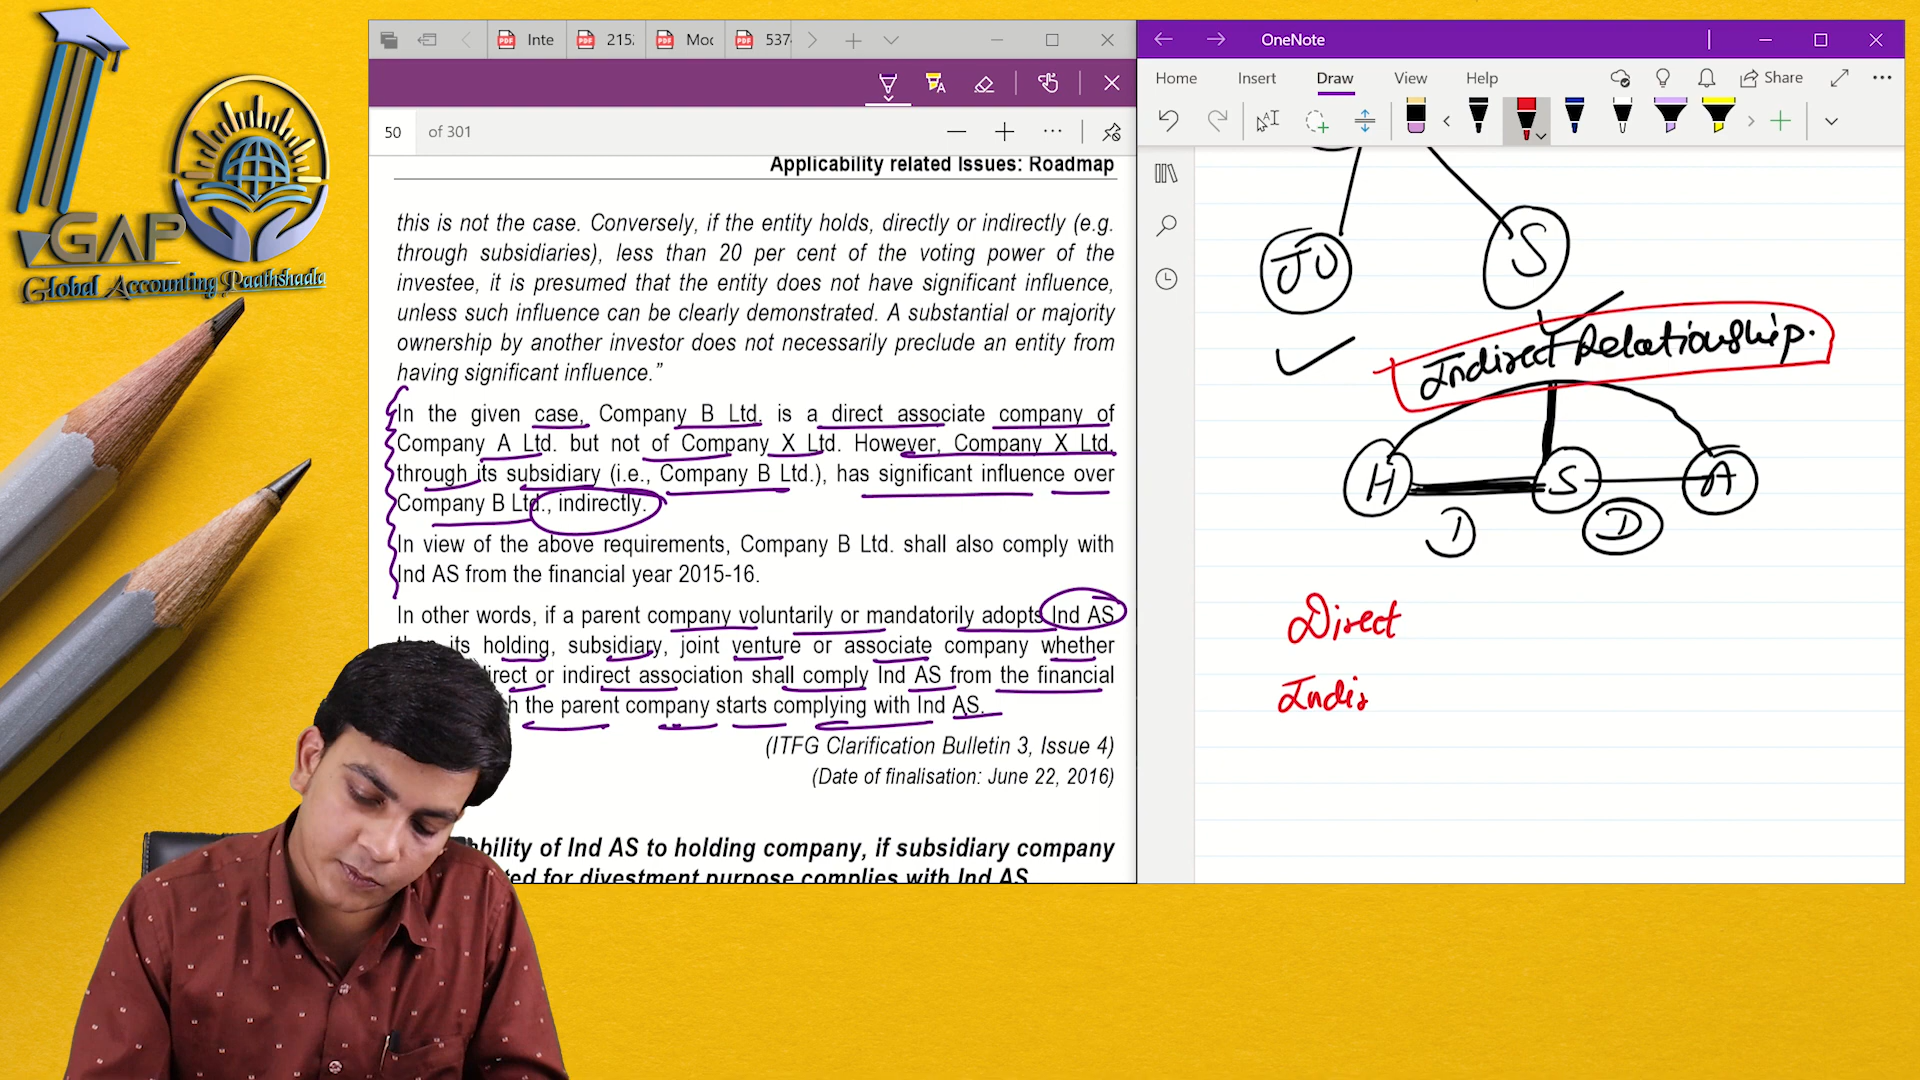 GAP
Global Accounting Paathshaala
Inte
215
Moc
537
50 of 301
Applicability related Issues: Roadmap
this is not the case. Conversely, if the entity holds, directly or indirectly (e.g.
through subsidiaries), less than 20 per cent of the voting power of the
investee, it is presumed that the entity does not have significant influence,
unless such influence can be clearly demonstrated. A substantial or majority
ownership by another investor does not necessarily preclude an entity from
having significant influence.”
In the given case, Company B Ltd. is a direct associate company of
Company A Ltd. but not of Company X Ltd. However, Company X Ltd.
through its subsidiary (i.e., Company B Ltd.), has significant influence over
Company B Ltd., indirectly.
In view of the above requirements, Company B Ltd. shall also comply with
Ind AS from the financial year 2015-16.
In other words, if a parent company voluntarily or mandatorily adopts Ind AS
its holding, subsidiary, joint venture or associate company whether
or indirect association shall comply Ind AS from the financial
the parent company starts complying with Ind AS.
(ITFG Clarification Bulletin 3, Issue 4)
(Date of finalisation: June 22, 2016)
of Ind AS to holding company, if subsidiary company
for divestment purpose complies with Ind AS
OneNote
Home Insert Draw View Help Share
S
Indirect Relationship.
H S A
D D
Direct
Indi